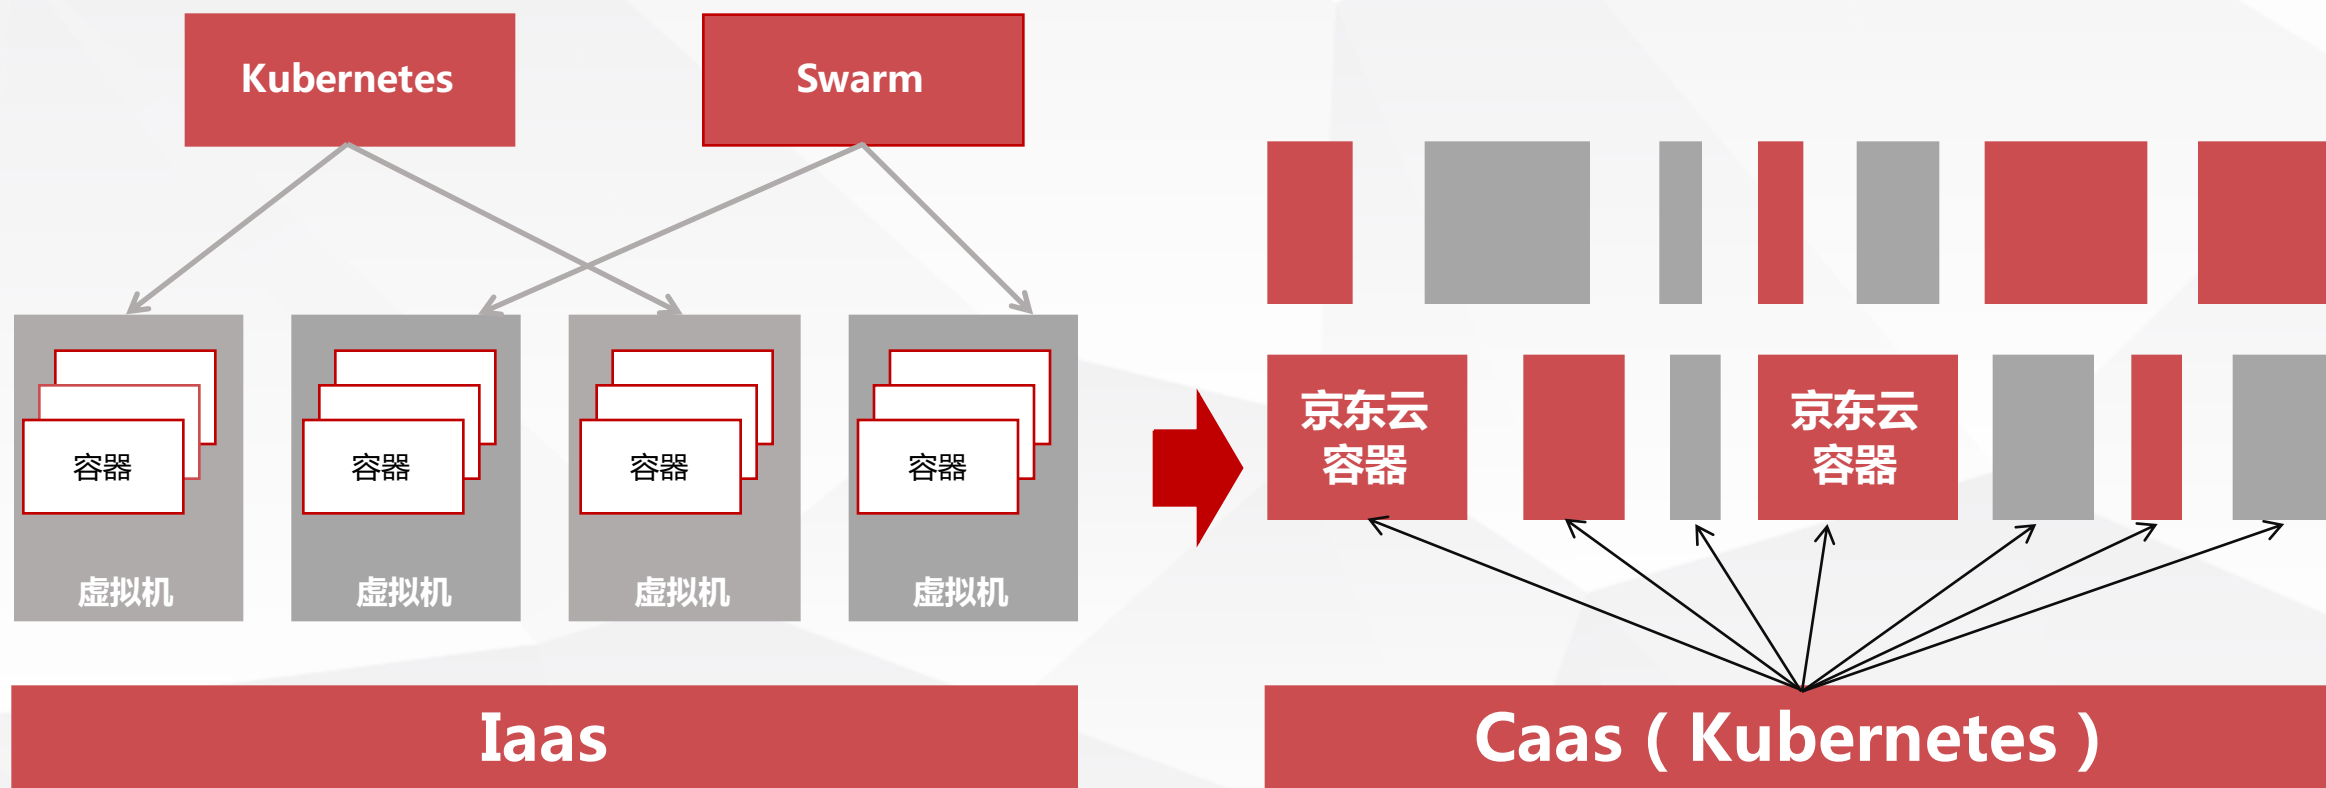 Kubernetes
Swarm
容器
容器
容器
容器
虚拟机
虚拟机
虚拟机
虚拟机
Iaas
京东云
容器
京东云
容器
Caas（Kubernetes）